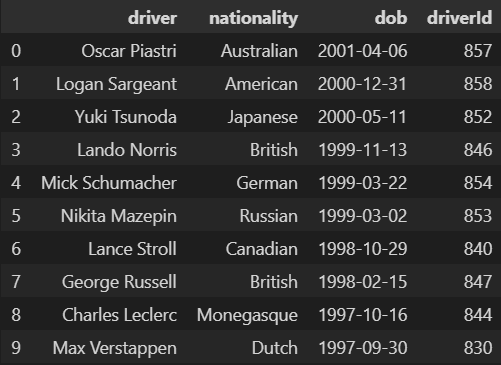 driver nationality dob driverId
0 Oscar Piastri Australian 2001-04-06 857
1 Logan Sargeant American 2000-12-31 858
2 Yuki Tsunoda Japanese 2000-05-11 852
3 Lando Norris British 1999-11-13 846
4 Mick Schumacher German 1999-03-22 854
5 Nikita Mazepin Russian 1999-03-02 853
6 Lance Stroll Canadian 1998-10-29 840
7 George Russell British 1998-02-15 847
8 Charles Leclerc Monegasque 1997-10-16 844
9 Max Verstappen Dutch 1997-09-30 830